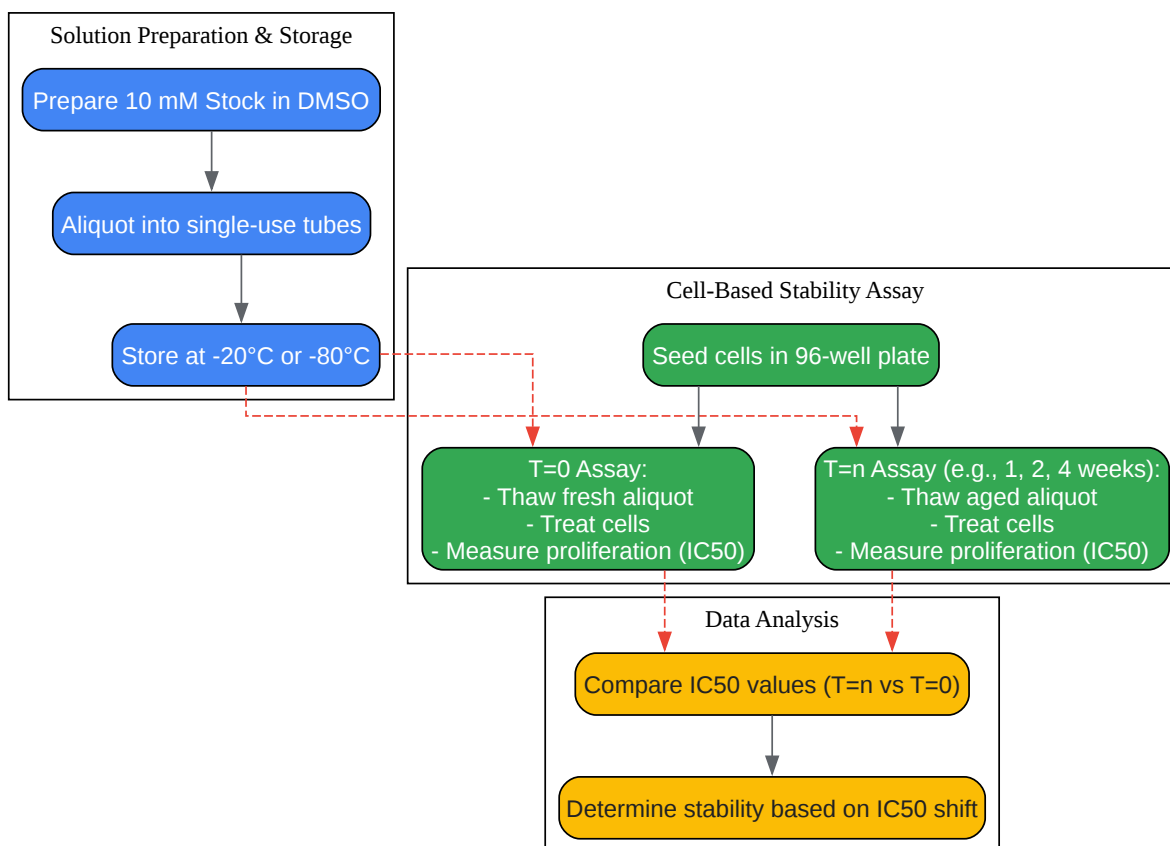 Solution Preparation & Storage
Prepare 10 mM Stock in DMSO
Aliquot into single-use tubes
Store at -20°C or -80°C
Cell-Based Stability Assay
Seed cells in 96-well plate
T=0 Assay:
- Thaw fresh aliquot
- Treat cells
- Measure proliferation (IC50)
T=n Assay (e.g., 1, 2, 4 weeks):
- Thaw aged aliquot
- Treat cells
- Measure proliferation (IC50)
Data Analysis
Compare IC50 values (T=n vs T=0)
Determine stability based on IC50 shift